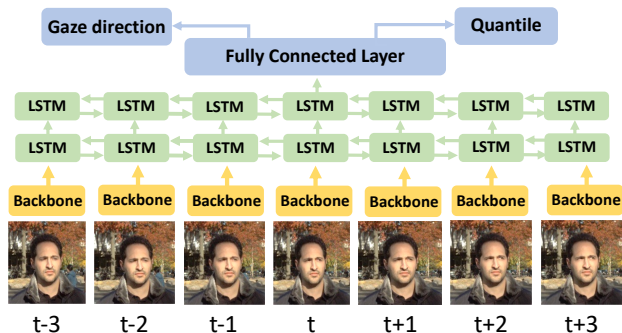 Gaze direction Quantile
Fully Connected Layer
LSTM LSTM LSTM LSTM LSTM LSTM LSTM
LSTM LSTM LSTM LSTM LSTM LSTM LSTM
Backbone Backbone Backbone Backbone Backbone Backbone Backbone
t-3 t-2 t-1 t t+1 t+2 t+3